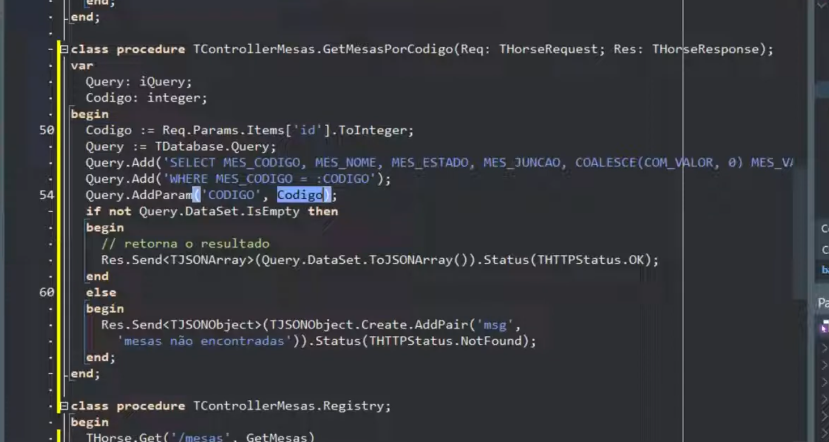 end;
end;
class procedure TControllerMesas.GetMesasPorCodigo(Req: THorseRequest; Res: THorseResponse);
var
Query: iQuery;
Codigo: integer;
begin
50 Codigo := Req.Params.Items['id'].ToInteger;
Query := TDatabase.Query;
Query.Add('SELECT MES_CODIGO, MES_NOME, MES_ESTADO, MES_JUNCAO, COALESCE(COM_VALOR, 0) MES_VA
Query.Add('WHERE MES_CODIGO = :CODIGO');
54 Query.AddParam('CODIGO', Codigo);
if not Query.DataSet.IsEmpty then
begin
// retorna o resultado
Res.Send<TJSONArray>(Query.DataSet.ToJSONArray()).Status(THTTPStatus.OK);
end
60 else
begin
Res.Send<TJSONObject>(TJSONObject.Create.AddPair('msg',
'mesas não encontradas')).Status(THTTPStatus.NotFound);
end;
end;
class procedure TControllerMesas.Registry;
begin
THorse.Get('/mesas', GetMesas)